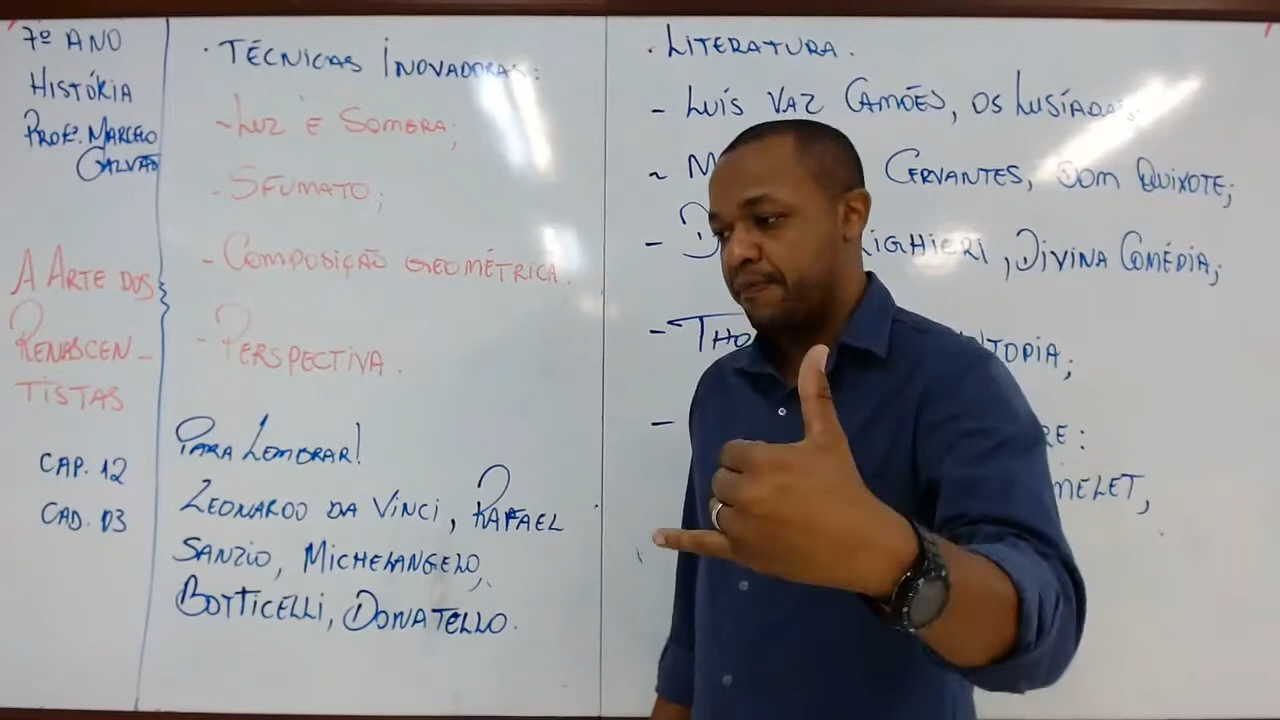 7º ANO
HISTÓRIA
PROFº. MARCELO
GALVÃO
A ARTE DOS
RENASCEN-
TISTAS
CAP. 12
CAD. 03
· TÉCNICAS INOVADORAS:
- LUZ E SOMBRA;
- SFUMATO;
- COMPOSIÇÃO GEOMÉTRICA.
- PERSPECTIVA.
PARA LEMBRAR!
LEONARDO DA VINCI, RAFAEL
SANZIO, MICHELANGELO,
BOTTICELLI, DONATELLO.
· LITERATURA.
- LUÍS VAZ CAMÕES, OS LUSÍADAS;
- M CERVANTES, DOM QUIXOTE;
- D IGHIERI, DIVINA COMÉDIA;
- THO TOPIA;
- RE:
MELET,